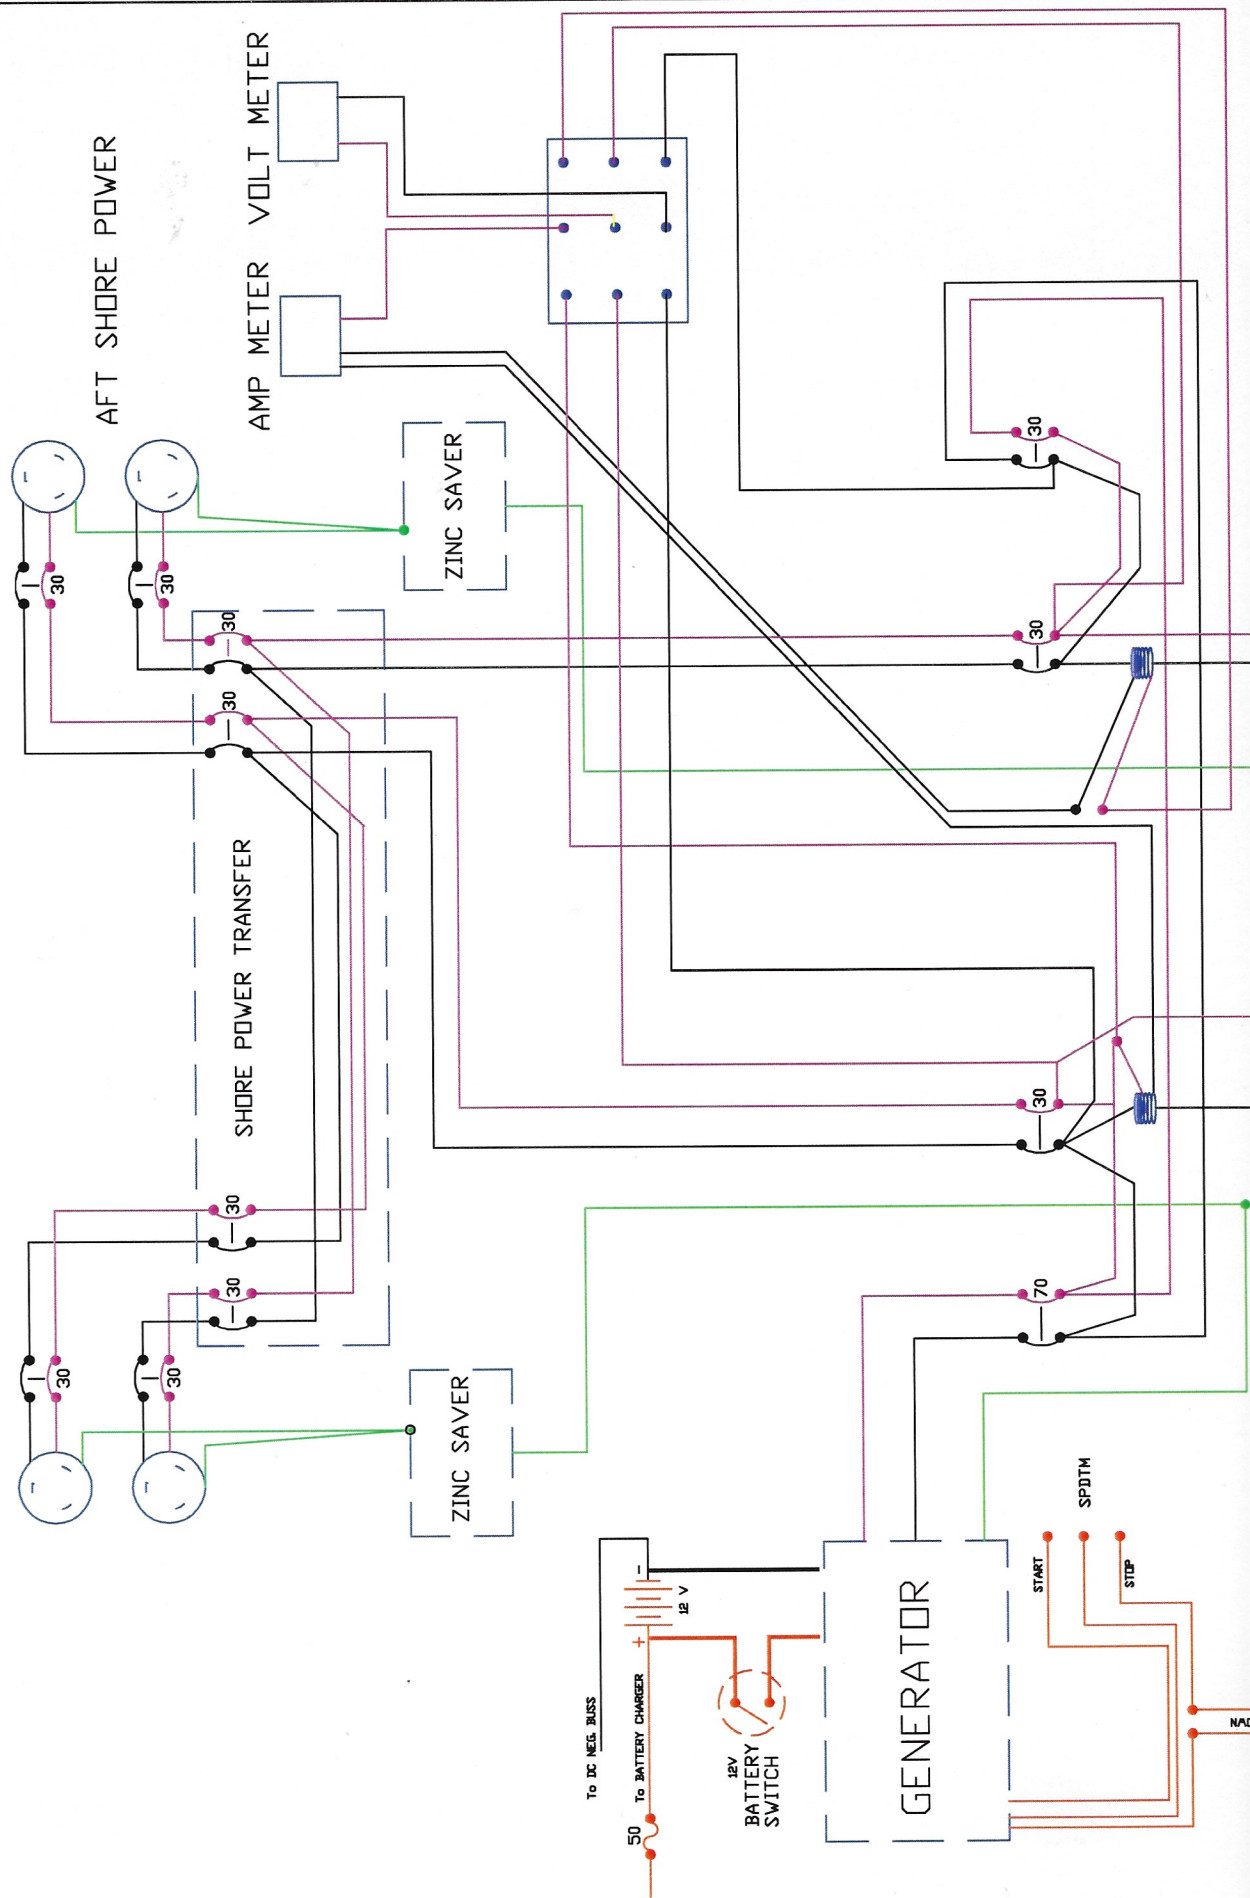 AFT SHORE POWER
VOLT METER
AMP METER
30
30
ZINC SAVER
30
30
30
30
SHORE POWER TRANSFER
30
30
30
30
30
70
ZINC SAVER
SPDTM
START
STOP
-
12 V
+
To DC NEG. BUSS
To BATTERY CHARGER
50
12V
BATTERY
SWITCH
GENERATOR